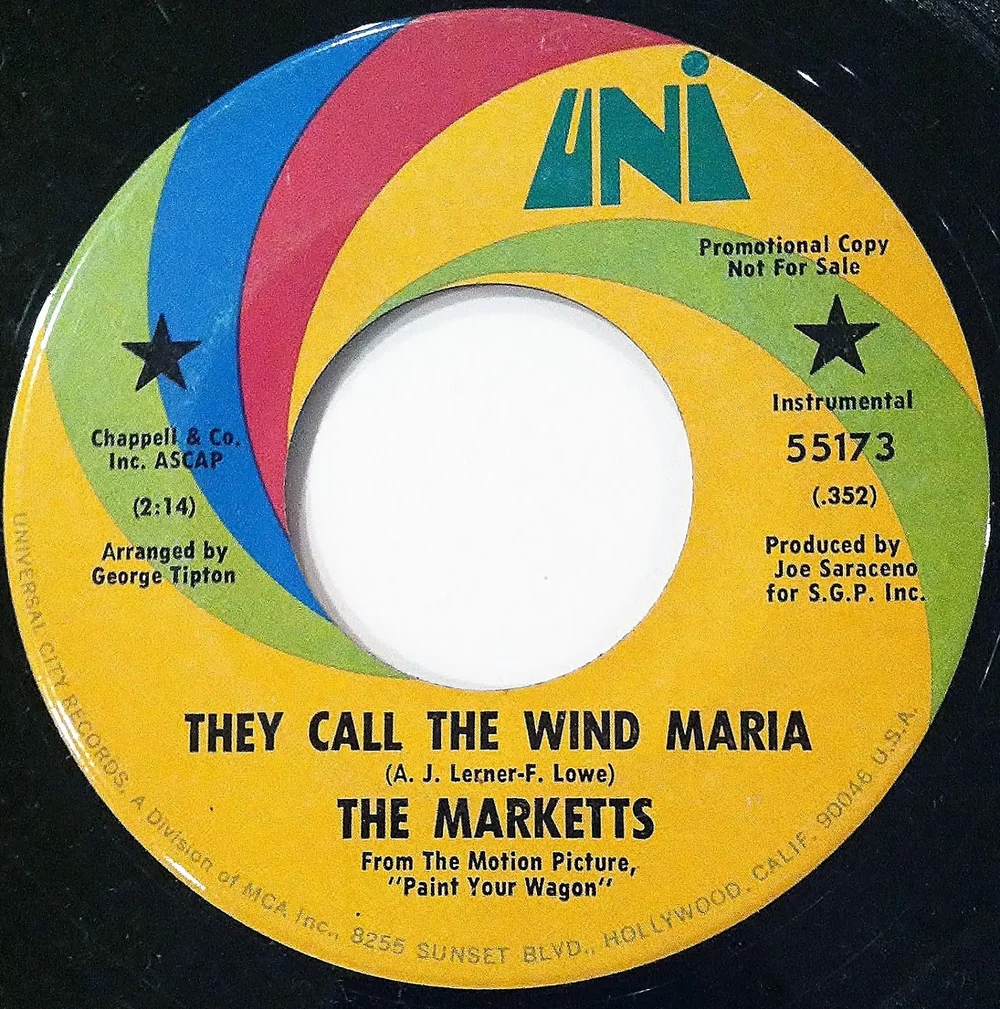 UNi
Promotional Copy
Not For Sale
Instrumental
55173
(.352)
Produced by
Joe Saraceno
for S.G.P. Inc.
Chappell & Co.
Inc. ASCAP
(2:14)
Arranged by
George Tipton
THEY CALL THE WIND MARIA
(A. J. Lerner-F. Lowe)
THE MARKETTS
From The Motion Picture,
"Paint Your Wagon"
UNIVERSAL CITY RECORDS, A Division of MCA Inc., 8255 SUNSET BLVD., HOLLYWOOD, CALIF. 90046 U.S.A.